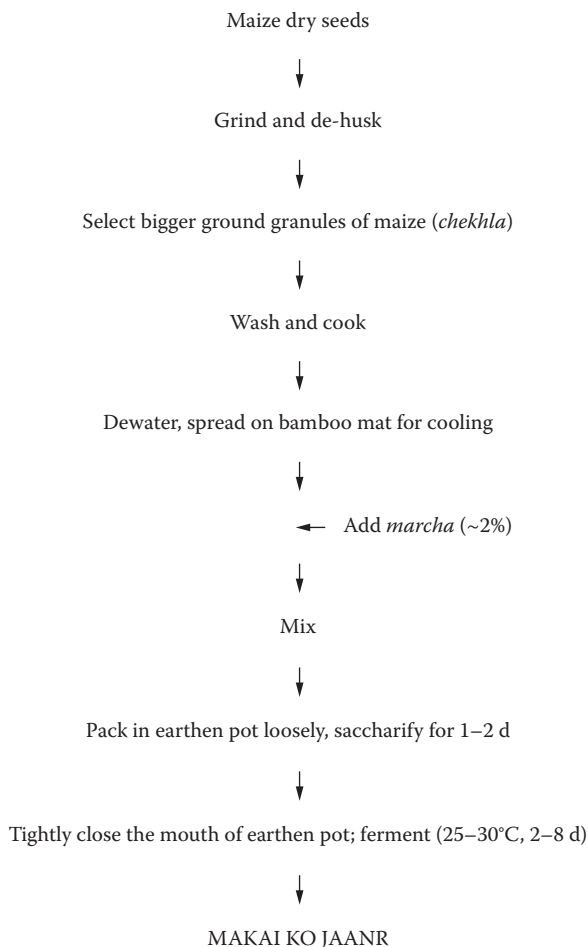 Maize dry seeds
Grind and de-husk
Select bigger ground granules of maize (chekhla)
Wash and cook
Dewater, spread on bamboo mat for cooling
Add marcha (~2%)
Mix
Pack in earthen pot loosely, saccharify for 1–2 d
Tightly close the mouth of earthen pot; ferment (25–30°C, 2–8 d)
MAKAI KO JAANR